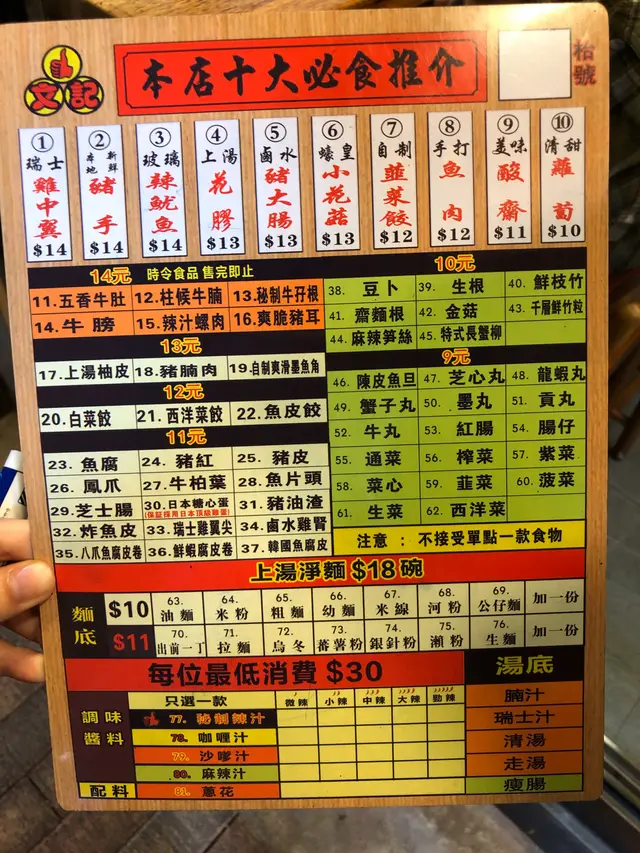 文記
本店十大必食推介
枱號
① 瑞士雞中翼 $14
② 本地新鮮豬手 $14
③ 玻璃辣魷魚 $14
④ 上湯花膠 $13
⑤ 鹵水豬大腸 $13
⑥ 蠔皇小花菇 $13
⑦ 自制韮菜餃 $12
⑧ 手打魚肉 $12
⑨ 美味酸齋 $11
⑩ 清甜蘿蔔 $10
14元 時令食品 售完即止
11.五香牛肚 12.柱候牛腩 13.秘制牛孖根
14.牛膀 15.辣汁螺肉 16.爽脆豬耳
13元
17.上湯柚皮 18.豬腩肉 19.自制爽滑墨魚角
12元
20.白菜餃 21.西洋菜餃 22.魚皮餃
11元
23.魚腐 24.豬紅 25.豬皮
26.鳳爪 27.牛柏葉 28.魚片頭
29.芝士腸 30.日本糖心蛋 31.豬油渣
(保証採用日本頂級雞蛋)
32.炸魚皮 33.瑞士雞翼尖 34.鹵水雞腎
35.八爪魚腐皮卷 36.鮮蝦腐皮卷 37.韓國魚腐皮
10元
38. 豆卜 39. 生根 40. 鮮枝竹
41. 齋麵根 42. 金菇 43. 千層鮮竹粒
44. 麻辣笋絲 45. 特式長蟹柳
9元
46. 陳皮魚旦 47. 芝心丸 48. 龍蝦丸
49. 蟹子丸 50. 墨丸 51. 貢丸
52. 牛丸 53. 紅腸 54. 腸仔
55. 通菜 56. 榨菜 57. 紫菜
58. 菜心 59. 韮菜 60. 菠菜
61. 生菜 62. 西洋菜
注意 : 不接受單點一款食物
上湯淨麵 $18碗
麵底
$10 63. 油麵 64. 米粉 65. 粗麵 66. 幼麵 67. 米線 68. 河粉 69. 公仔麵 加一份
$11 70. 出前一丁 71. 拉麵 72. 烏冬 73. 蕃薯粉 74. 銀針粉 75. 瀨粉 76. 生麵 加一份
每位最低消費 $30
湯底
腩汁
瑞士汁
清湯
走湯
瘦腸
調味醬料
只選一款 微辣 小辣 中辣 大辣 勁辣
77. 秘制辣汁
78. 咖喱汁
79. 沙嗲汁
80. 麻辣汁
配料 81. 蔥花